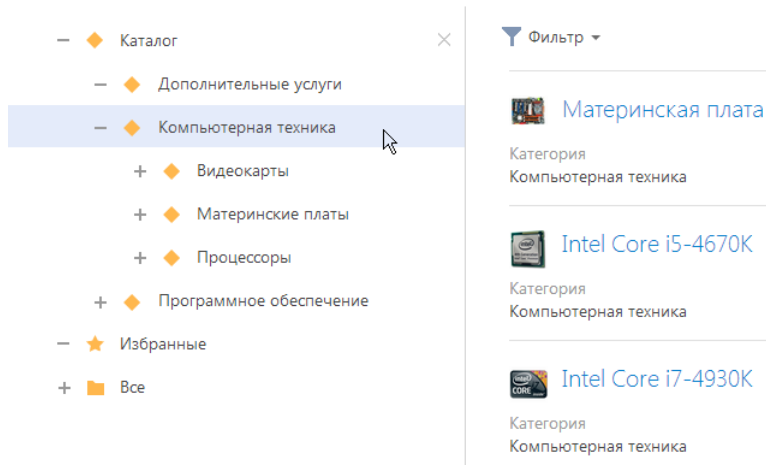 Каталог
Дополнительные услуги
Компьютерная техника
Видеокарты
Материнские платы
Процессоры
Программное обеспечение
Избранные
Все
Фильтр
Материнская плата
Категория
Компьютерная техника
Intel Core i5-4670K
Категория
Компьютерная техника
Intel Core i7-4930K
Категория
Компьютерная техника